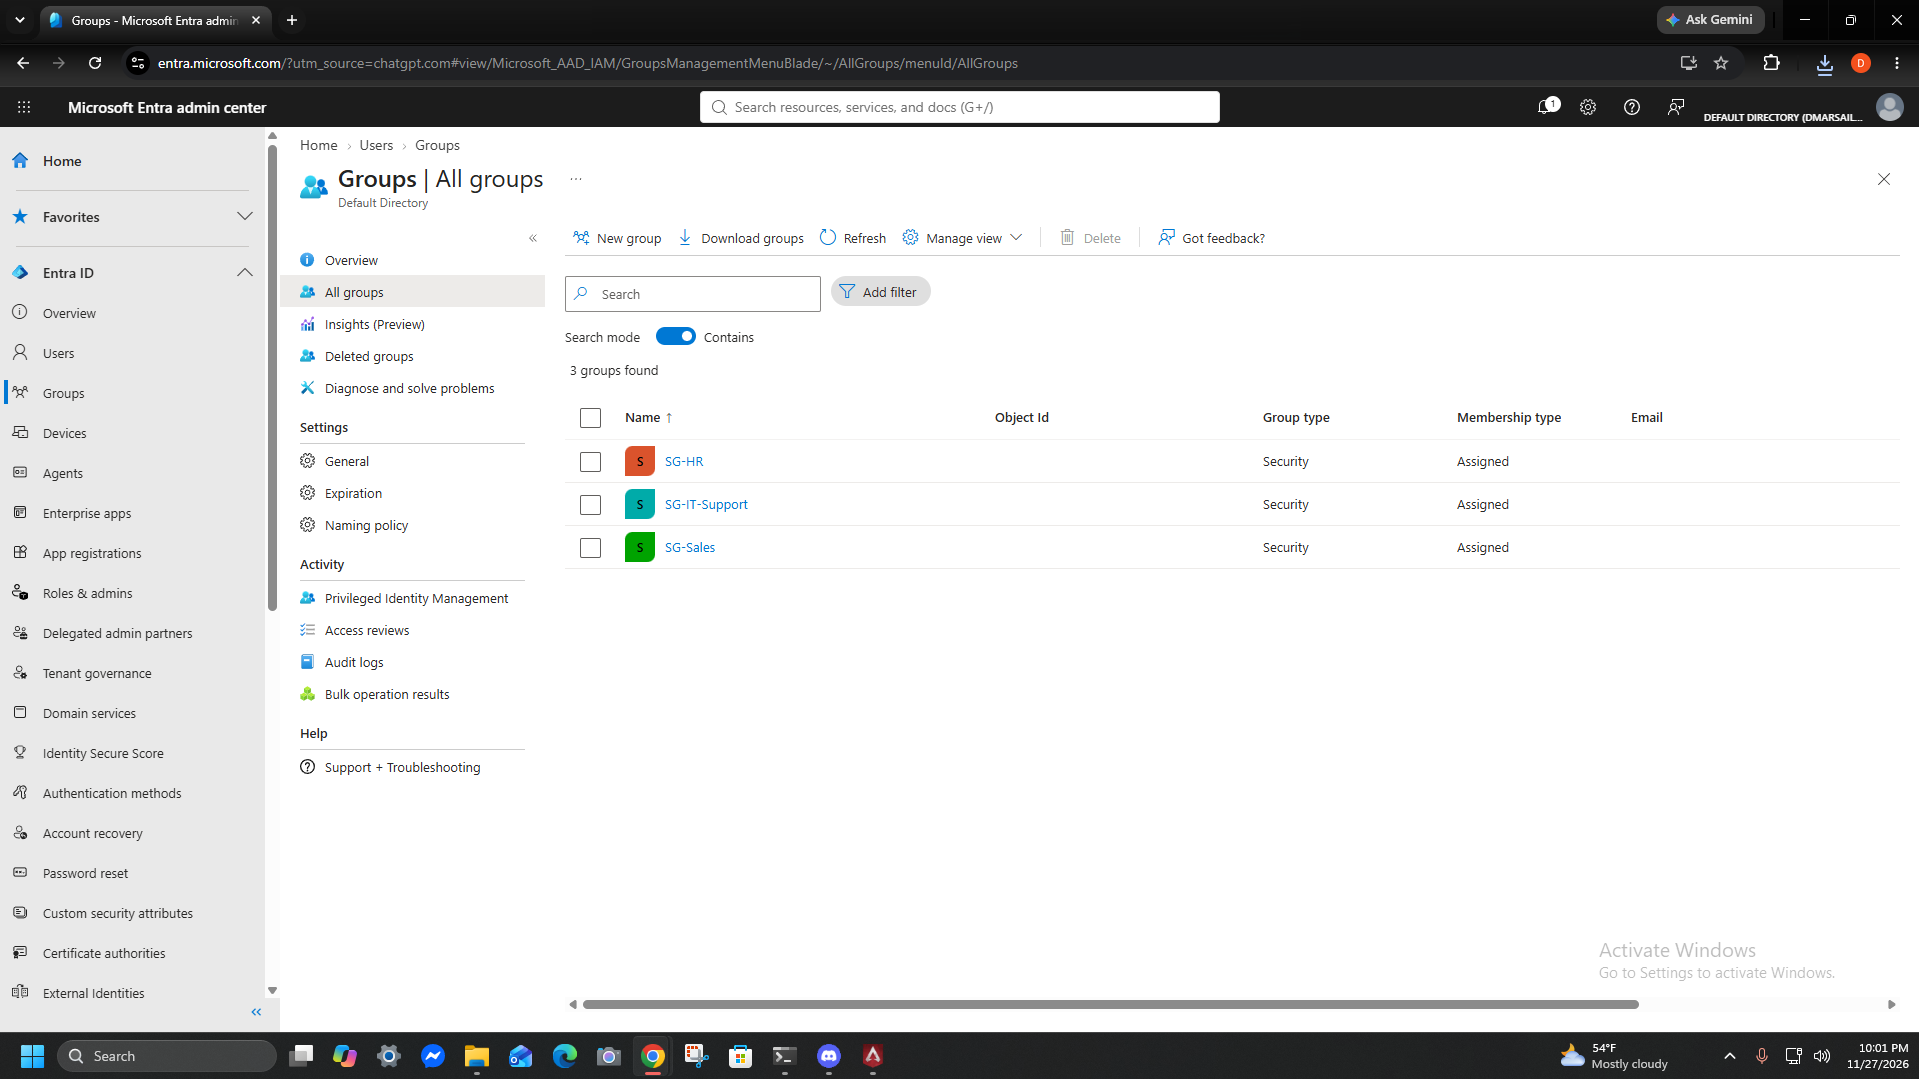 Groups - Microsoft Entra admin
Ask Gemini
entra.microsoft.com/?utm_source=chatgpt.com#view/Microsoft_AAD_IAM/GroupsManagementMenuBlade/~/AllGroups/menuId/AllGroups
D
Microsoft Entra admin center
Search resources, services, and docs (G+/)
1
DEFAULT DIRECTORY (DMARSAIL...
Home
Favorites
Entra ID
Overview
Users
Groups
Devices
Agents
Enterprise apps
App registrations
Roles & admins
Delegated admin partners
Tenant governance
Domain services
Identity Secure Score
Authentication methods
Account recovery
Password reset
Custom security attributes
Certificate authorities
External Identities
Home > Users > Groups
Groups | All groups ...
Default Directory
Overview
All groups
Insights (Preview)
Deleted groups
Diagnose and solve problems
Settings
General
Expiration
Naming policy
Activity
Privileged Identity Management
Access reviews
Audit logs
Bulk operation results
Help
Support + Troubleshooting
New group Download groups Refresh Manage view Delete Got feedback?
Search
Add filter
Search mode Contains
3 groups found
Name ↑ Object Id Group type Membership type Email
S SG-HR Security Assigned
S SG-IT-Support Security Assigned
S SG-Sales Security Assigned
Activate Windows
Go to Settings to activate Windows.
Search
54°F
Mostly cloudy
10:01 PM
11/27/2026